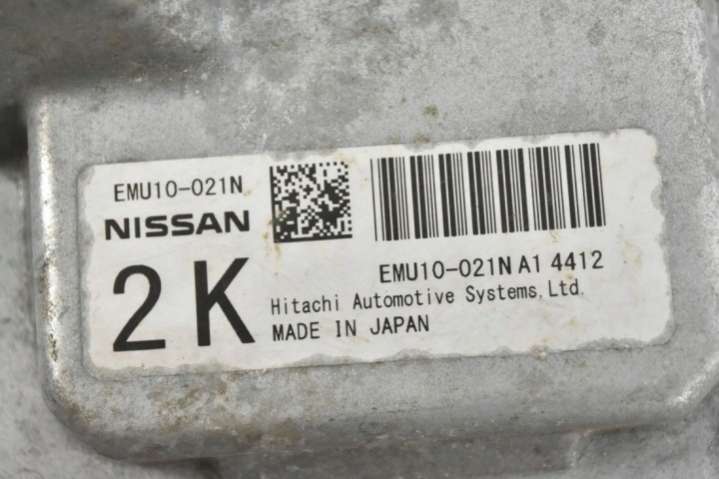 EMU10-021N
NISSAN
2K
EMU10-021N A1 4412
Hitachi Automotive Systems, Ltd.
MADE IN JAPAN